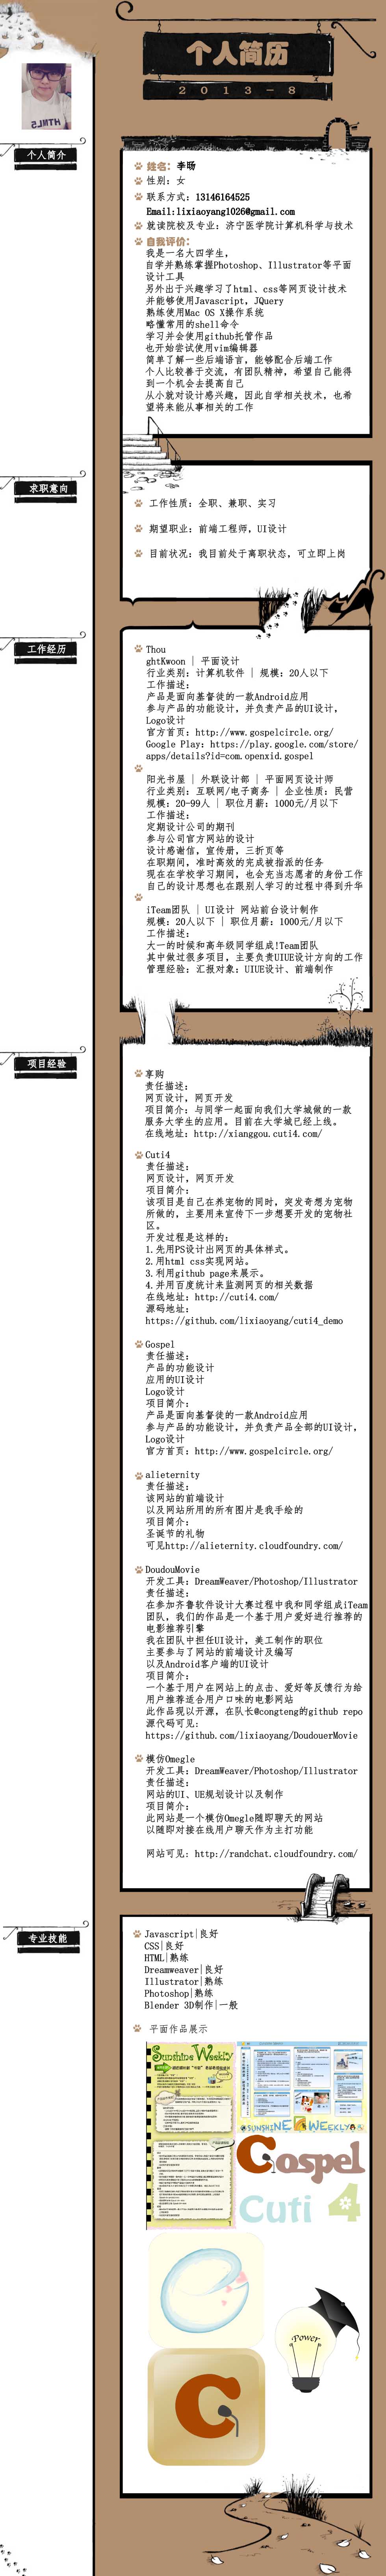 个人简历
2013-8
HTML5
个人简介
姓名: 李旸
性别: 女
联系方式: 13146164525
Email:lixiaoyang1026@gmail.com
就读院校及专业: 济宁医学院计算机科学与技术
自我评价:
我是一名大四学生,
自学并熟练掌握Photoshop、Illustrator等平面
设计工具
另外出于兴趣学习了html、css等网页设计技术
并能够使用Javascript, JQuery
熟练使用Mac OS X操作系统
略懂常用的shell命令
学习并会使用github托管作品
也开始尝试使用vim编辑器
简单了解一些后端语言, 能够配合后端工作
个人比较善于交流, 有团队精神, 希望自己能得
到一个机会去提高自己
从小就对设计感兴趣, 因此自学相关技术, 也希
望将来能从事相关的工作
求职意向
工作性质: 全职、兼职、实习
期望职业: 前端工程师, UI设计
目前状况: 我目前处于离职状态, 可立即上岗
工作经历
Thou
ghtKwoon | 平面设计
行业类别: 计算机软件 | 规模: 20人以下
工作描述:
产品是面向基督徒的一款Android应用
参与产品的功能设计, 并负责产品的UI设计,
Logo设计
官方首页: http://www.gospelcircle.org/
Google Play: https://play.google.com/store/
apps/details?id=com.openxid.gospel
阳光书屋 | 外联设计部 | 平面网页设计师
行业类别: 互联网/电子商务 | 企业性质: 民营
规模: 20-99人 | 职位月薪: 1000元/月以下
工作描述:
定期设计公司的期刊
参与公司官方网站的设计
设计感谢信, 宣传册, 三折页等
在职期间, 准时高效的完成被指派的任务
现在在学校学习期间, 也会充当志愿者的身份工作
自己的设计思想也在跟别人学习的过程中得到升华
iTeam团队 | UI设计 网站前台设计制作
规模: 20人以下 | 职位月薪: 1000元/月以下
工作描述:
大一的时候和高年级同学组成!Team团队
其中做过很多项目, 主要负责UIUE设计方向的工作
管理经验: 汇报对象: UIUE设计、前端制作
项目经验
享购
责任描述:
网页设计, 网页开发
项目简介: 与同学一起面向我们大学城做的一款
服务大学生的应用。目前在大学城已经上线。
在线地址: http://xianggou.cuti4.com/
Cuti4
责任描述:
网页设计, 网页开发
项目简介:
该项目是自己在养宠物的同时, 突发奇想为宠物
所做的, 主要用来宣传下一步想要开发的宠物社
区。
开发过程是这样的:
1.先用PS设计出网页的具体样式。
2.用html css实现网站。
3.利用github page来展示。
4.并用百度统计来监测网页的相关数据
在线地址: http://cuti4.com/
源码地址:
https://github.com/lixiaoyang/cuti4_demo
Gospel
责任描述:
产品的功能设计
应用的UI设计
Logo设计
项目简介:
产品是面向基督徒的一款Android应用
参与产品的功能设计, 并负责产品全部的UI设计,
Logo设计
官方首页: http://www.gospelcircle.org/
alieternity
责任描述:
该网站的前端设计
以及网站所用的所有图片是我手绘的
项目简介:
圣诞节的礼物
可见http://alieternity.cloudfoundry.com/
DoudouMovie
开发工具: DreamWeaver/Photoshop/Illustrator
责任描述:
在参加齐鲁软件设计大赛过程中我和同学组成iTeam
团队, 我们的作品是一个基于用户爱好进行推荐的
电影推荐引擎
我在团队中担任UI设计, 美工制作的职位
主要参与了网站的前端设计及编写
以及Android客户端的UI设计
项目简介:
一个基于用户在网站上的点击、爱好等反馈行为给
用户推荐适合用户口味的电影网站
此作品现以开源, 在队长@congteng的github repo
源代码可见:
https://github.com/lixiaoyang/DoudouerMovie
模仿Omegle
开发工具: DreamWeaver/Photoshop/Illustrator
责任描述:
网站的UI、UE规划设计以及制作
项目简介:
此网站是一个模仿Omegle随即聊天的网站
以随即对接在线用户聊天作为主打功能
网站可见: http://randchat.cloudfoundry.com/
专业技能
Javascript|良好
CSS|良好
HTML|熟练
Dreamweaver|良好
Illustrator|熟练
Photoshop|熟练
Blender 3D制作|一般
平面作品展示
Sunshine Weekly
SUNSHINE WEEKLY
Gospel
Cuti 4
Power